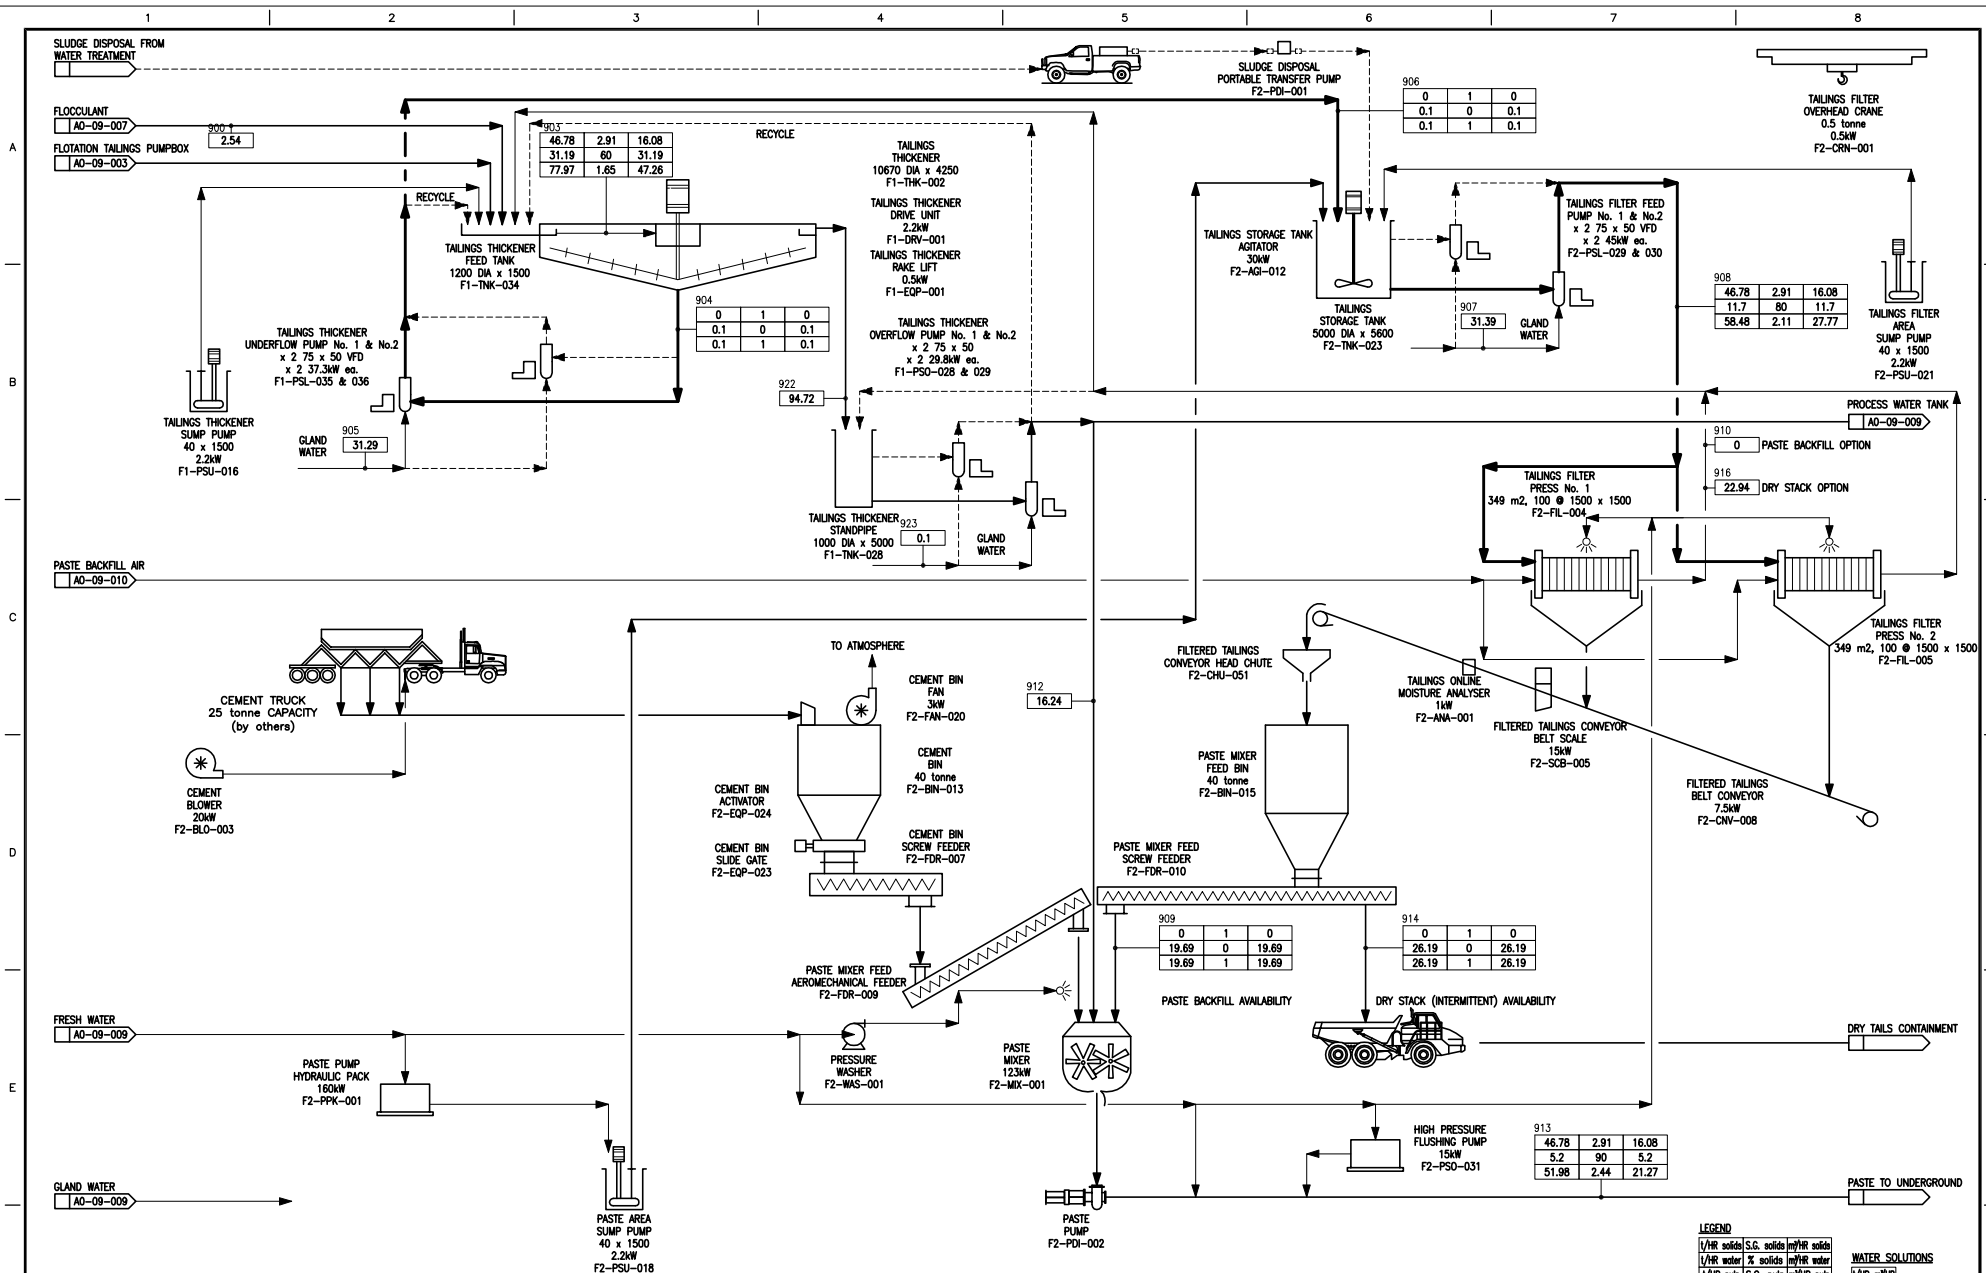 1 2 3 4 5 6 7 8
A
B
C
D
E
SLUDGE DISPOSAL FROM
WATER TREATMENT
FLOCCULANT
A0-09-007
FLOTATION TAILINGS PUMPBOX
A0-09-003
900
2.54
RECYCLE
903
46.78 2.91 16.08
31.19 60 31.19
77.97 1.65 47.26
RECYCLE
TAILINGS
THICKENER
10670 DIA x 4250
F1-THK-002
TAILINGS THICKENER
DRIVE UNIT
2.2kW
F1-DRV-001
TAILINGS THICKENER
RAKE LIFT
0.5kW
F1-EQP-001
TAILINGS THICKENER
OVERFLOW PUMP No. 1 & No.2
x 2 75 x 50
x 2 29.8kW ea.
F1-PSO-028 & 029
SLUDGE DISPOSAL
PORTABLE TRANSFER PUMP
F2-PDI-001
906
0 1 0
0.1 0 0.1
0.1 1 0.1
TAILINGS FILTER
OVERHEAD CRANE
0.5 tonne
0.5kW
F2-CRN-001
TAILINGS THICKENER
FEED TANK
1200 DIA x 1500
F1-TNK-034
904
0 1 0
0.1 0 0.1
0.1 1 0.1
TAILINGS STORAGE TANK
AGITATOR
30kW
F2-AGI-012
TAILINGS
STORAGE TANK
5000 DIA x 5600
F2-TNK-023
TAILINGS FILTER FEED
PUMP No. 1 & No.2
x 2 75 x 50 VFD
x 2 45kW ea.
F2-PSL-029 & 030
907
31.39
GLAND
WATER
908
46.78 2.91 16.08
11.7 80 11.7
58.48 2.11 27.77
TAILINGS FILTER
AREA
SUMP PUMP
40 x 1500
2.2kW
F2-PSU-021
TAILINGS THICKENER
UNDERFLOW PUMP No. 1 & No.2
x 2 75 x 50 VFD
x 2 37.3kW ea.
F1-PSL-035 & 036
TAILINGS THICKENER
SUMP PUMP
40 x 1500
2.2kW
F1-PSU-016
GLAND
WATER
905
31.29
922
94.72
PROCESS WATER TANK
A0-09-009
910
0 PASTE BACKFILL OPTION
916
22.94 DRY STACK OPTION
TAILINGS FILTER
PRESS No. 1
349 m2, 100 @ 1500 x 1500
F2-FIL-004
TAILINGS THICKENER
STANDPIPE
1000 DIA x 5000
F1-TNK-028
923
0.1
GLAND
WATER
PASTE BACKFILL AIR
A0-09-010
TAILINGS FILTER
PRESS No. 2
349 m2, 100 @ 1500 x 1500
F2-FIL-005
CEMENT TRUCK
25 tonne CAPACITY
(by others)
TO ATMOSPHERE
CEMENT BIN
FAN
3kW
F2-FAN-020
912
16.24
FILTERED TAILINGS
CONVEYOR HEAD CHUTE
F2-CHU-051
TAILINGS ONLINE
MOISTURE ANALYSER
1kW
F2-ANA-001
FILTERED TAILINGS CONVEYOR
BELT SCALE
15kW
F2-SCB-005
FILTERED TAILINGS
BELT CONVEYOR
7.5kW
F2-CNV-008
CEMENT
BLOWER
20kW
F2-BLO-003
CEMENT
BIN
40 tonne
F2-BIN-013
CEMENT BIN
ACTIVATOR
F2-EQP-024
CEMENT BIN
SLIDE GATE
F2-EQP-023
CEMENT BIN
SCREW FEEDER
F2-FDR-007
PASTE MIXER
FEED BIN
40 tonne
F2-BIN-015
PASTE MIXER FEED
SCREW FEEDER
F2-FDR-010
909
0 1 0
19.69 0 19.69
19.69 1 19.69
914
0 1 0
26.19 0 26.19
26.19 1 26.19
PASTE MIXER FEED
AEROMECHANICAL FEEDER
F2-FDR-009
PASTE BACKFILL AVAILABILITY
DRY STACK (INTERMITTENT) AVAILABILITY
FRESH WATER
A0-09-009
DRY TAILS CONTAINMENT
PASTE PUMP
HYDRAULIC PACK
160kW
F2-PPK-001
PRESSURE
WASHER
F2-WAS-001
PASTE
MIXER
123kW
F2-MIX-001
HIGH PRESSURE
FLUSHING PUMP
15kW
F2-PSO-031
913
46.78 2.91 16.08
5.2 90 5.2
51.98 2.44 21.27
GLAND WATER
A0-09-009
PASTE TO UNDERGROUND
PASTE AREA
SUMP PUMP
40 x 1500
2.2kW
F2-PSU-018
PASTE
PUMP
F2-PDI-002
LEGEND
t/HR solids S.G. solids m³/HR solids
t/HR water % solids m³/HR water
WATER SOLUTIONS